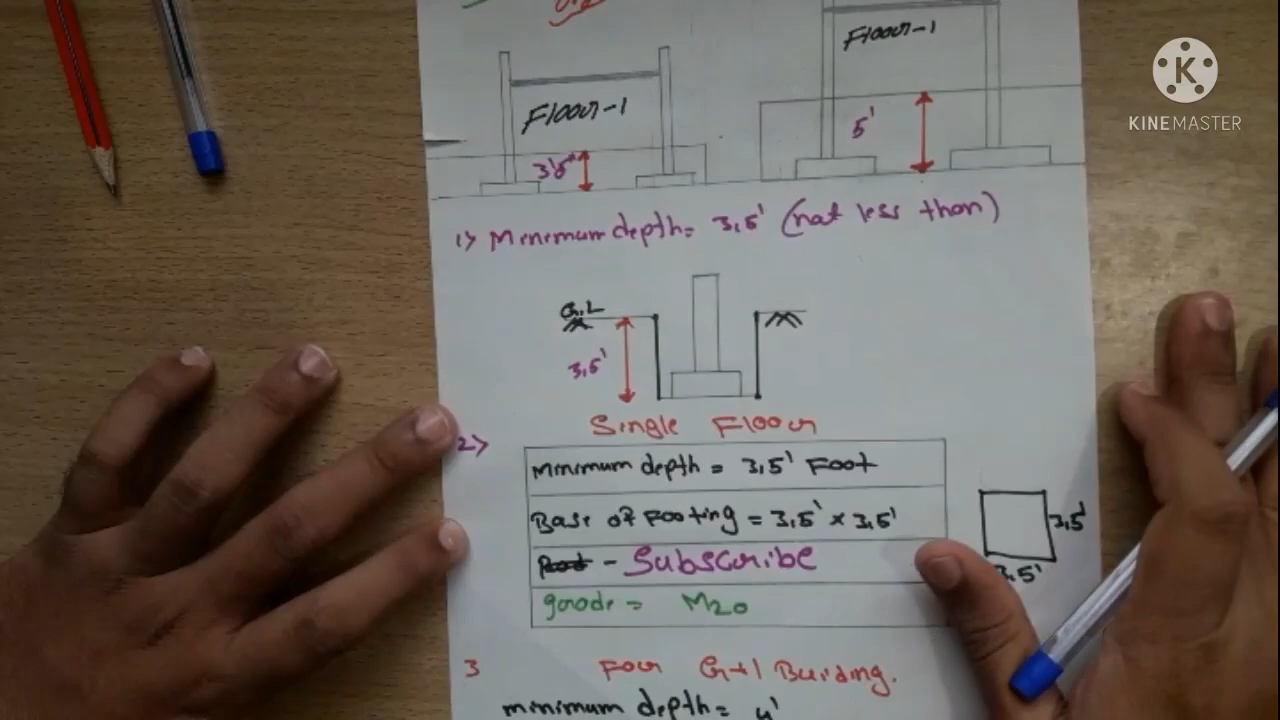 Floor-1
Floor-1
KINEMASTER
3'5"
5'
1) Minimum depth = 3.5' (not less than)
G.L
3.5'
Single Floor
2)
minimum depth = 3.5' Foot
Base of Footing = 3.5' x 3.5'
3.5'
3.5'
- Subscribe
grade = M20
3 For G+1 Building.
minimum depth = 4'